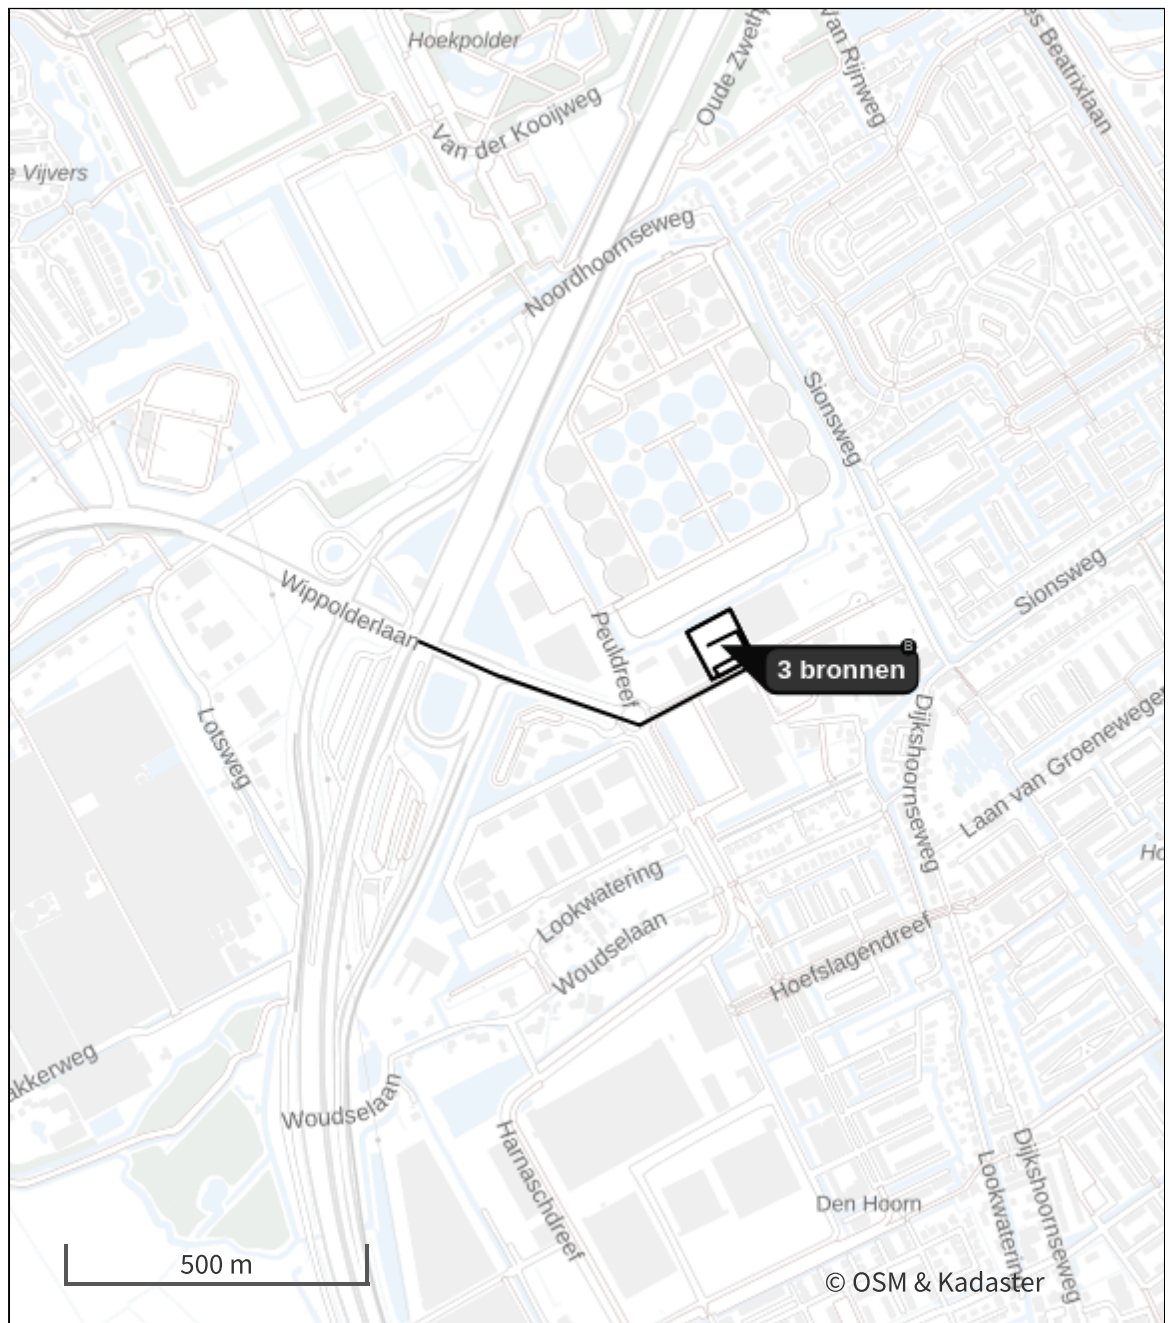 Hoekpolder
Oude Zweth
Van Rijnweg
es Beatrixlaan
Van der Kooijweg
e Vijvers
Noordhoornseweg
Sionsweg
Wippolderlaan
Sionsweg
Peuldreef
B
3 bronnen
Lotsweg
Dijkshoornseweg
Laan van Groenewegen
Ho
Lookwatering
Woudselaan
Hoefslagendreef
akkerweg
Woudselaan
Harnaschdreef
Den Hoorn
Lookwatering
Dijkshoornseweg
500 m
© OSM & Kadaster